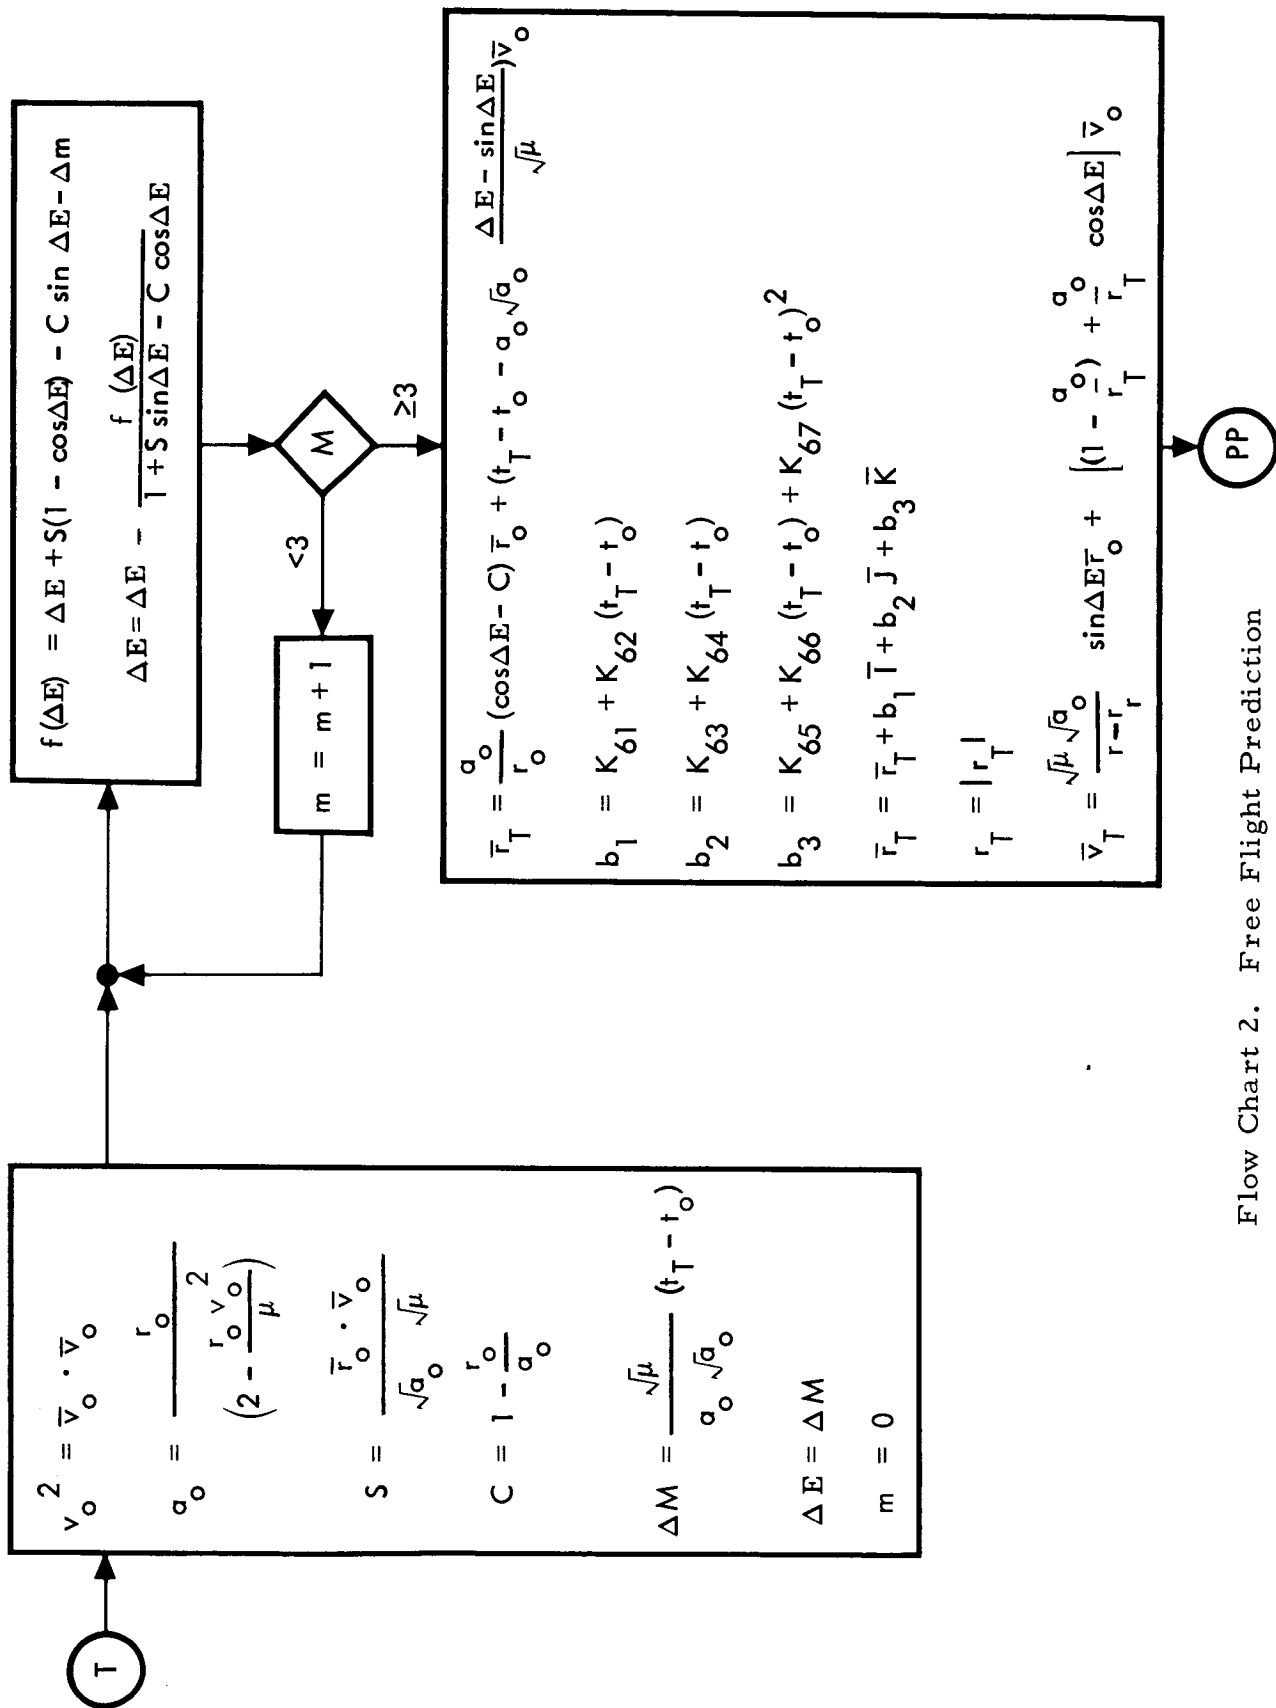 T
v_o^2 = v̄_o · v̄_o
a_o = r_o / (2 - r_o v_o^2 / μ)
S = r̄_o · v̄_o / √a_o √μ
C = 1 - r_o / a_o
ΔM = √μ / a_o √a_o (t_T - t_o)
ΔE = ΔM
m = 0
f(ΔE) = ΔE + S(1 - cosΔE) - C sin ΔE - Δm
ΔE = ΔE - f(ΔE) / 1 + S sinΔE - C cosΔE
M
<3
≥3
m = m + 1
r̄_T = a_o / r_o (cosΔE - C) r̄_o + (t_T - t_o - a_o √a_o ΔE - sinΔE / √μ) v̄_o
b_1 = K_61 + K_62 (t_T - t_o)
b_2 = K_63 + K_64 (t_T - t_o)
b_3 = K_65 + K_66 (t_T - t_o) + K_67 (t_T - t_o)^2
r̄_T = r̄_T + b_1 Ī + b_2 J̄ + b_3 K̄
r_T = |r_T|
v̄_T = √μ √a_o / r-r_r sinΔE r̄_o + [(1 - a_o / r_T) + a_o / r_T cosΔE] v̄_o
PP
Flow Chart 2. Free Flight Prediction